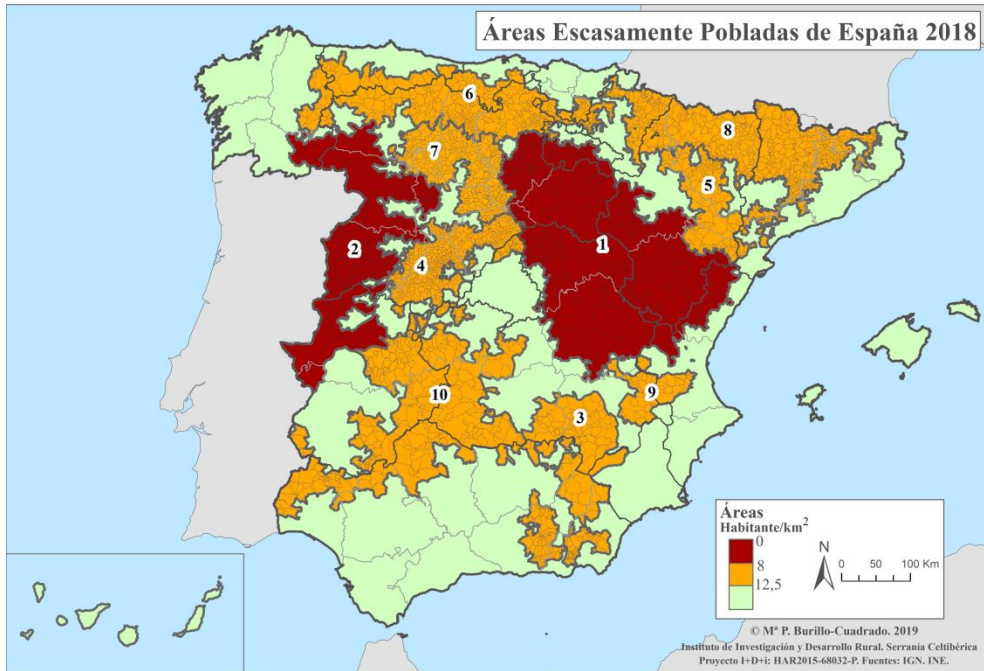 Áreas Escasamente Pobladas de España 2018
6
8
7
5
1
2
4
9
10
3
Áreas
Habitante/km2
0
8
12,5
N
0 50 100 Km
© Mª P. Burillo-Cuadrado. 2019
Instituto de Investigación y Desarrollo Rural. Serranía Celtibérica
Proyecto I+D+i: HAR2015-68032-P. Fuentes: IGN. INE.